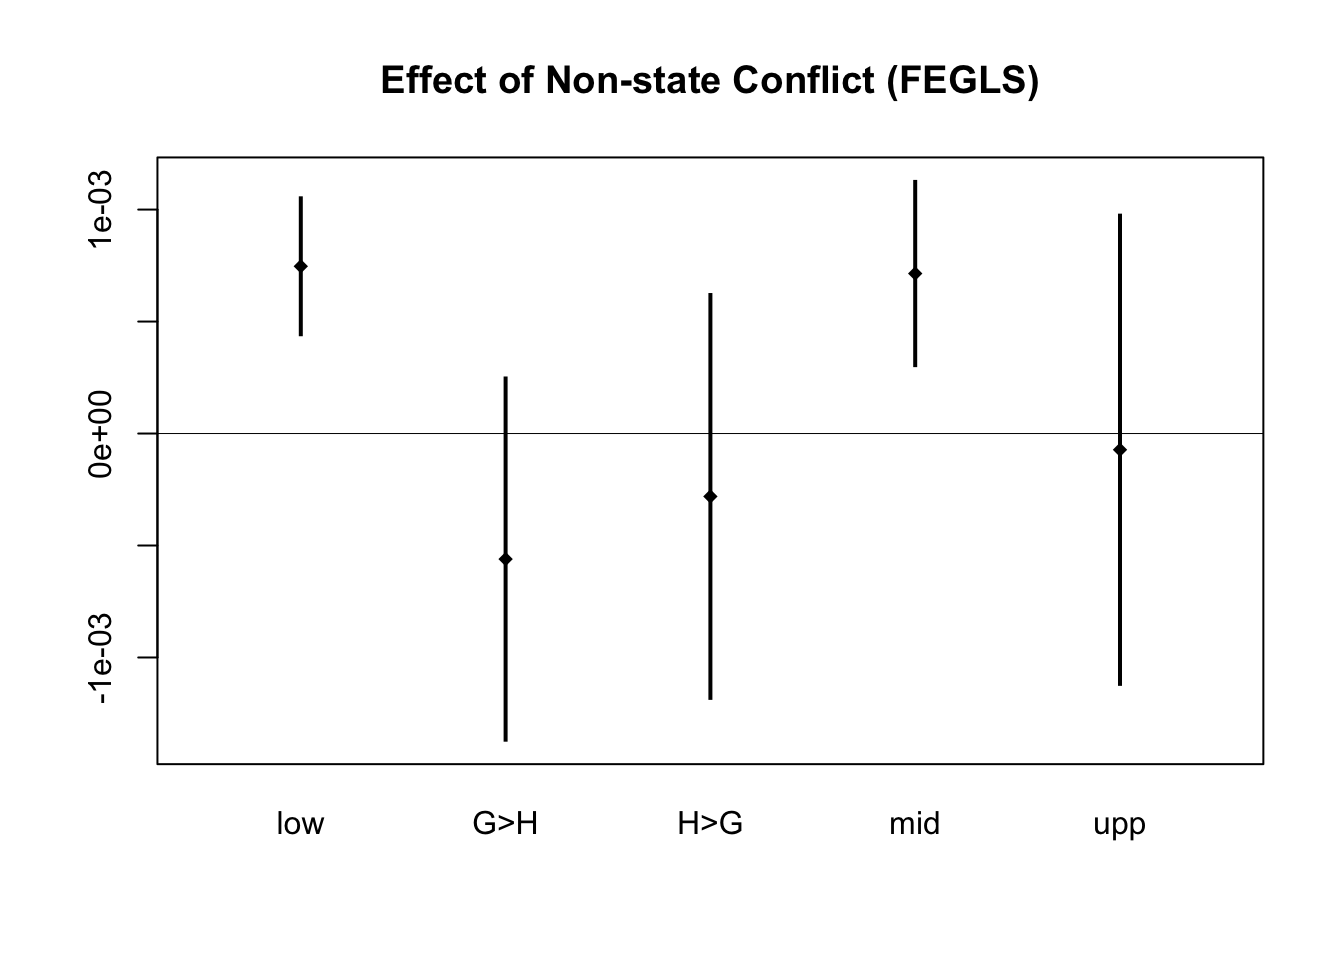 Effect of Non-state Conflict (FEGLS)
1e-03
0e+00
-1e-03
low G>H H>G mid upp